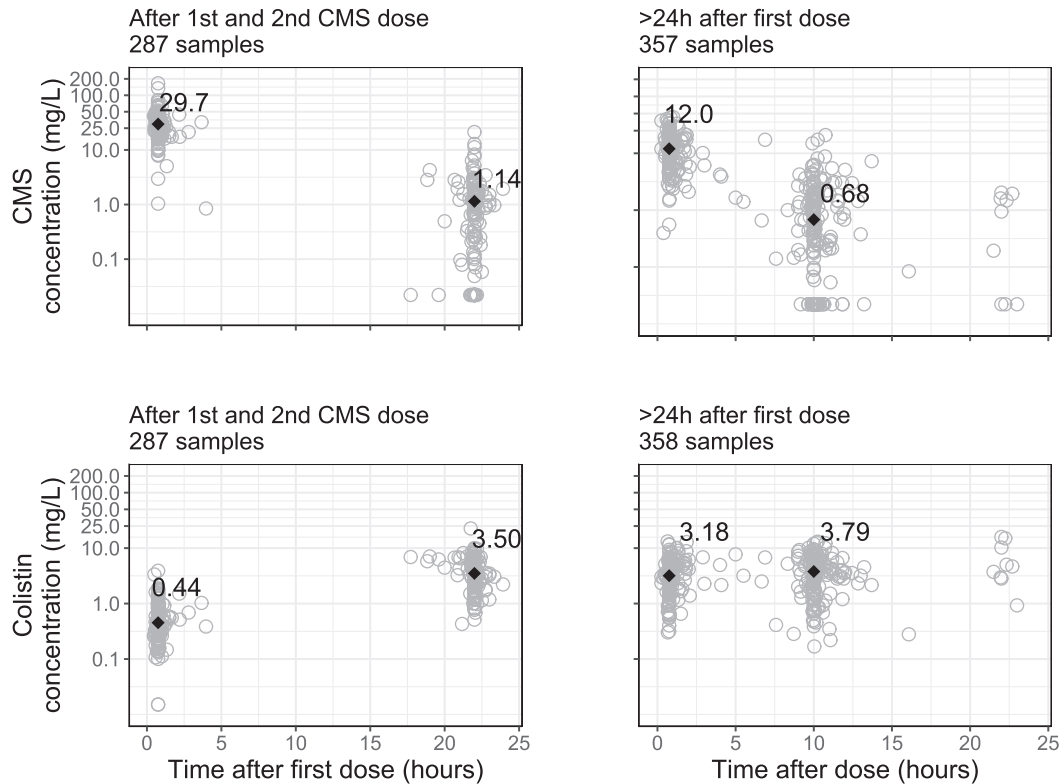 After 1st and 2nd CMS dose
287 samples
>24h after first dose
357 samples
CMS
concentration (mg/L)
200.0
100.0
50.0
25.0
10.0
1.0
0.1
29.7
1.14
12.0
0.68
After 1st and 2nd CMS dose
287 samples
>24h after first dose
358 samples
Colistin
concentration (mg/L)
200.0
100.0
50.0
25.0
10.0
1.0
0.1
0.44
3.50
3.18
3.79
0 5 10 15 20 25
0 5 10 15 20 25
Time after first dose (hours)
Time after dose (hours)